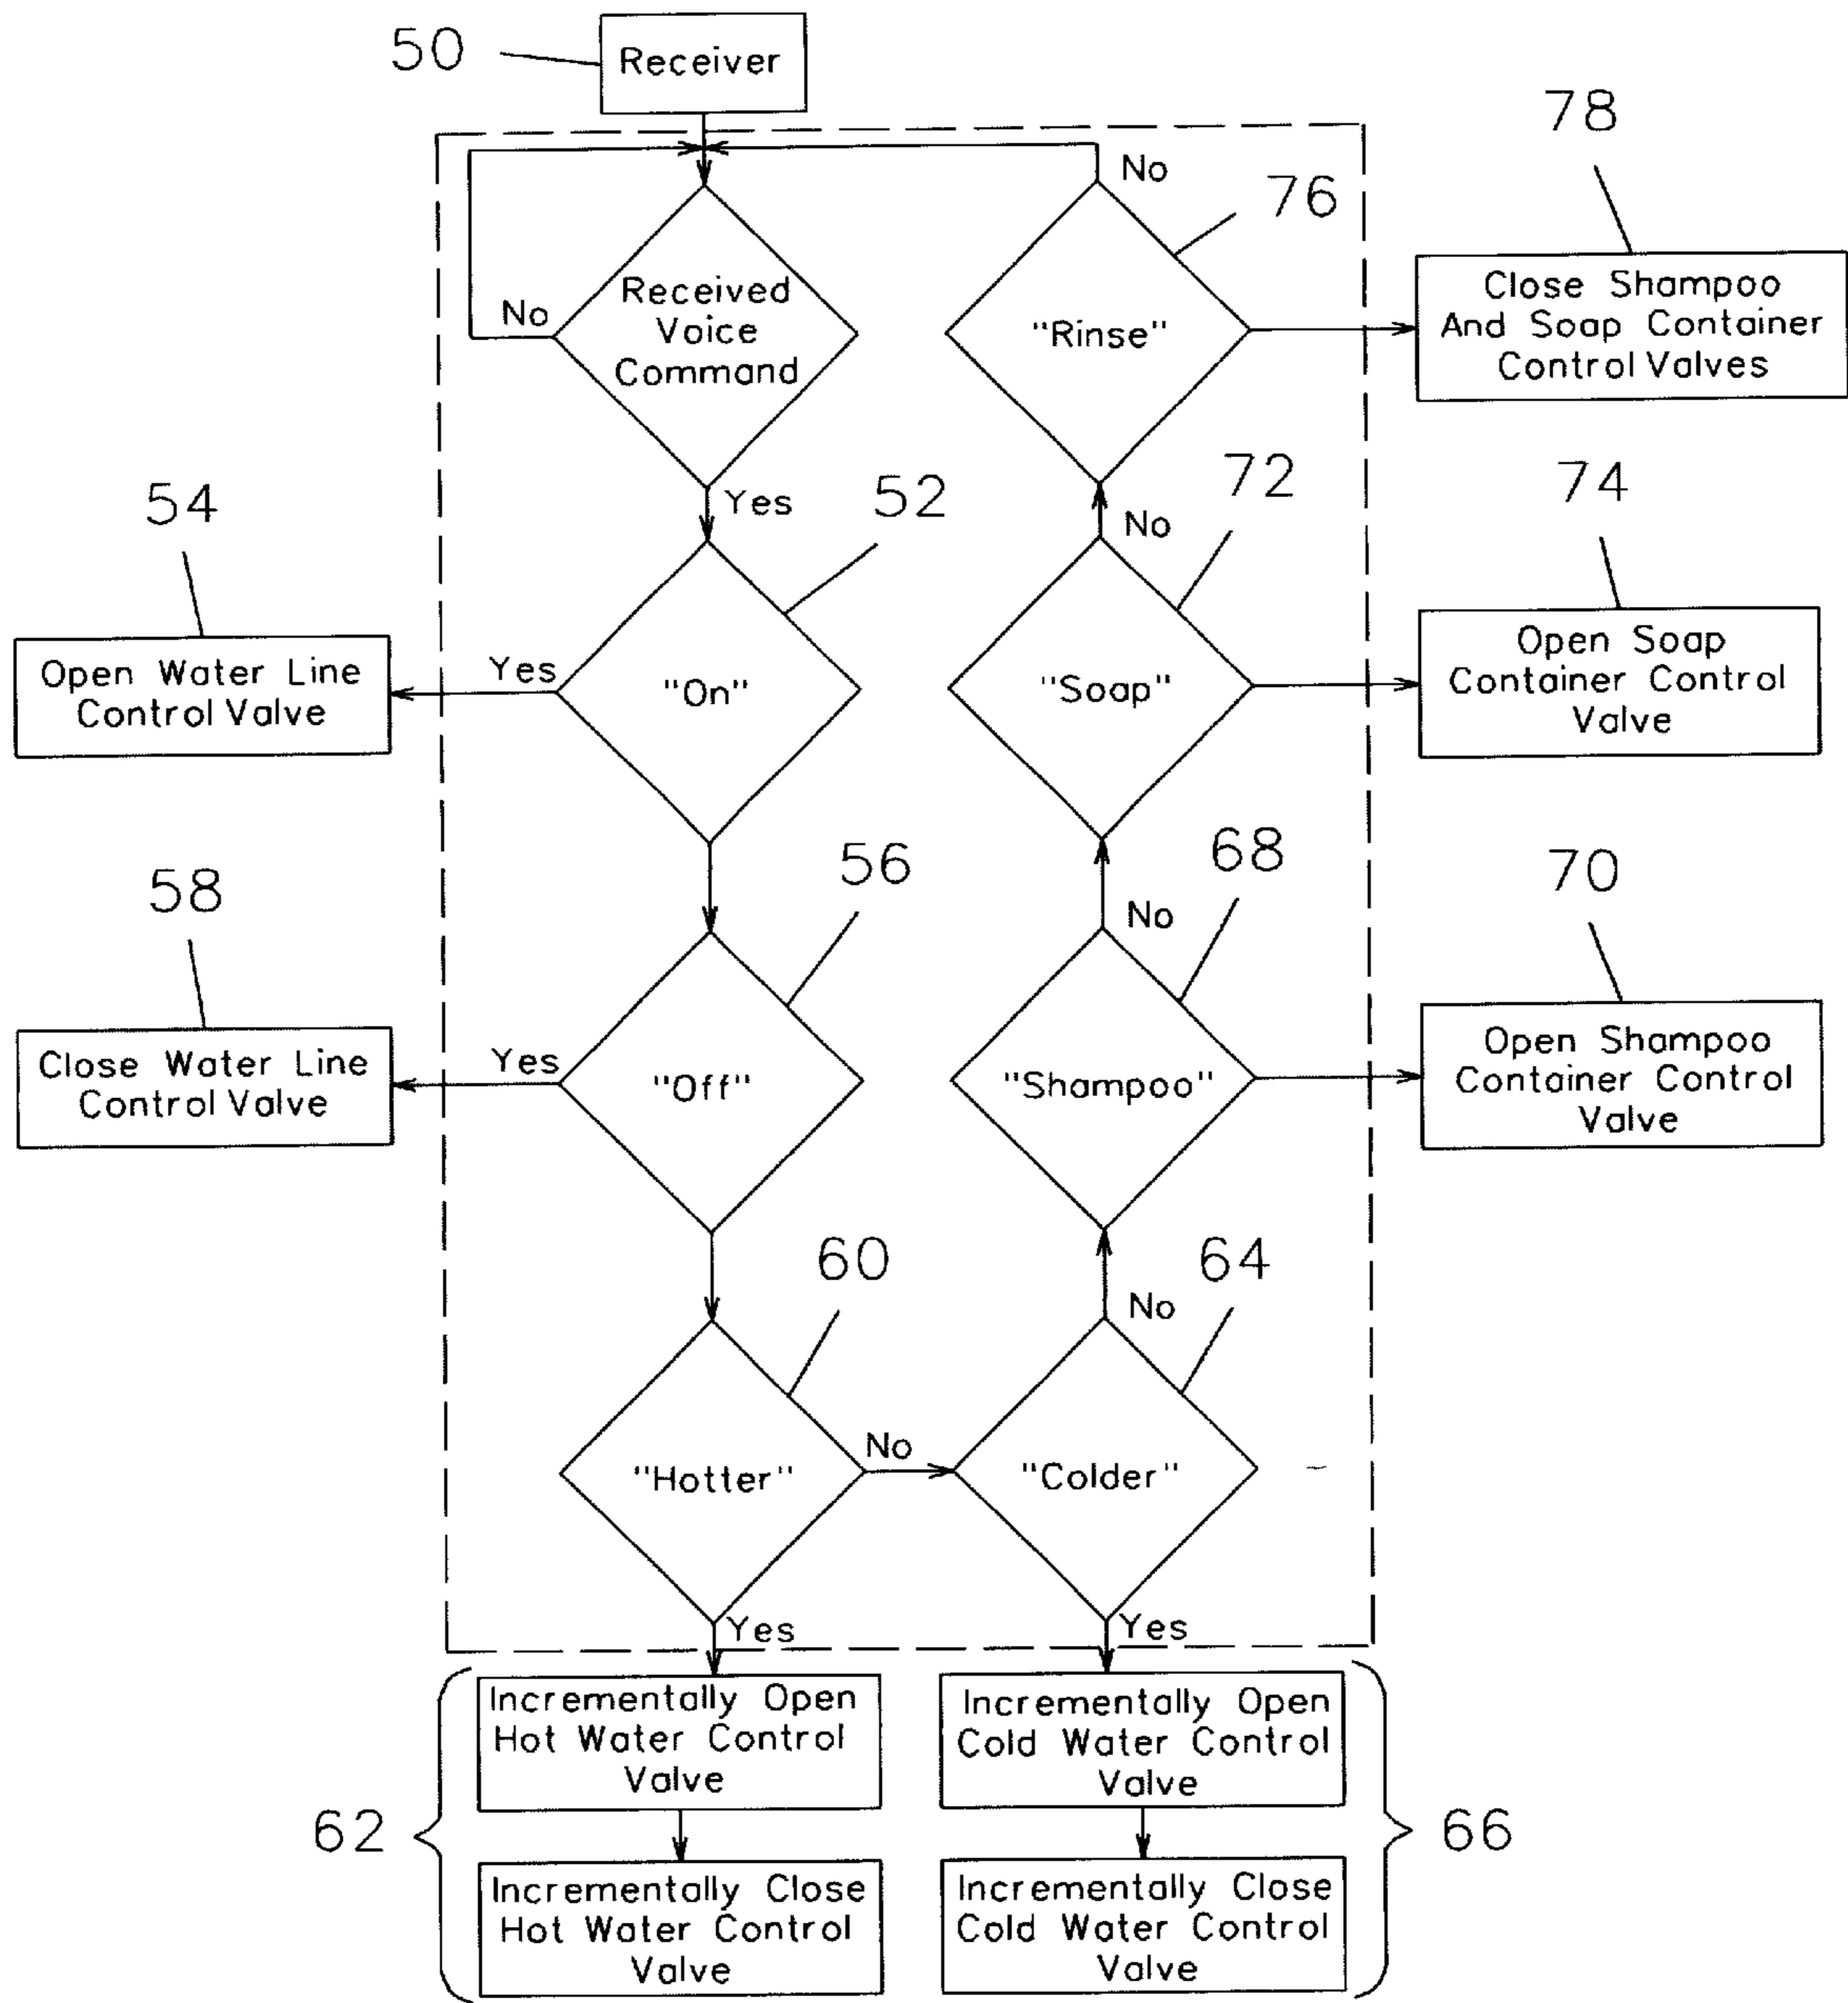 50
Receiver
78
No
76
Received
Voice
Command
No
"Rinse"
Close Shampoo
And Soap Container
Control Valves
Yes
52
No
72
74
54
Open Water Line
Control Valve
Yes
"On"
"Soap"
Open Soap
Container Control
Valve
56
68
70
58
No
Close Water Line
Control Valve
Yes
"Off"
"Shampoo"
Open Shampoo
Container Control
Valve
60
64
No
"Hotter"
No
"Colder"
Yes
Yes
62
Incrementally Open
Hot Water Control
Valve
Incrementally Close
Hot Water Control
Valve
Incrementally Open
Cold Water Control
Valve
Incrementally Close
Cold Water Control
Valve
66